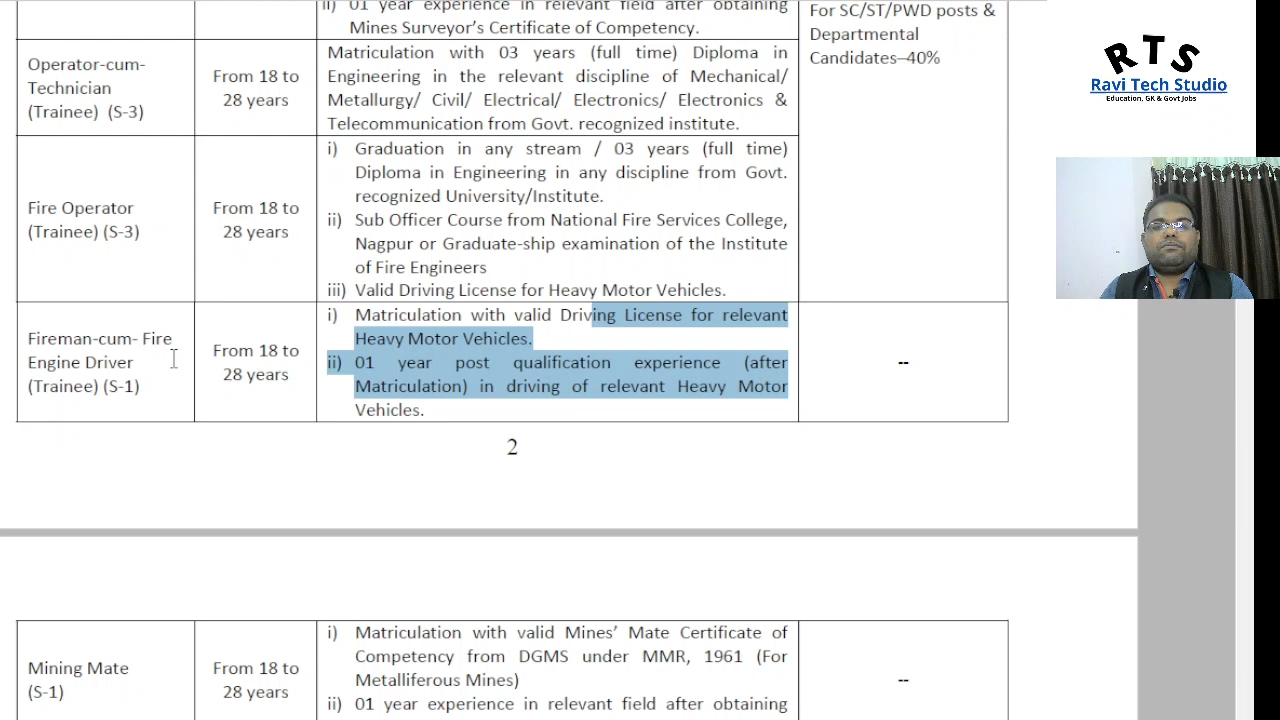 ii) 01 year experience in relevant field after obtaining
Mines Surveyor's Certificate of Competency.
For SC/ST/PWD posts &
Departmental
Candidates–40%
Operator-cum-
Technician
(Trainee) (S-3)
From 18 to
28 years
Matriculation with 03 years (full time) Diploma in
Engineering in the relevant discipline of Mechanical/
Metallurgy/ Civil/ Electrical/ Electronics/ Electronics &
Telecommunication from Govt. recognized institute.
Fire Operator
(Trainee) (S-3)
From 18 to
28 years
i) Graduation in any stream / 03 years (full time)
Diploma in Engineering in any discipline from Govt.
recognized University/Institute.
ii) Sub Officer Course from National Fire Services College,
Nagpur or Graduate-ship examination of the Institute
of Fire Engineers
iii) Valid Driving License for Heavy Motor Vehicles.
Fireman-cum- Fire
Engine Driver
(Trainee) (S-1)
From 18 to
28 years
i) Matriculation with valid Driving License for relevant
Heavy Motor Vehicles.
ii) 01 year post qualification experience (after
Matriculation) in driving of relevant Heavy Motor
Vehicles.
--
2
Mining Mate
(S-1)
From 18 to
28 years
i) Matriculation with valid Mines' Mate Certificate of
Competency from DGMS under MMR, 1961 (For
Metalliferous Mines)
ii) 01 year experience in relevant field after obtaining
--
RTS
Ravi Tech Studio
Education, GK & Govt Jobs